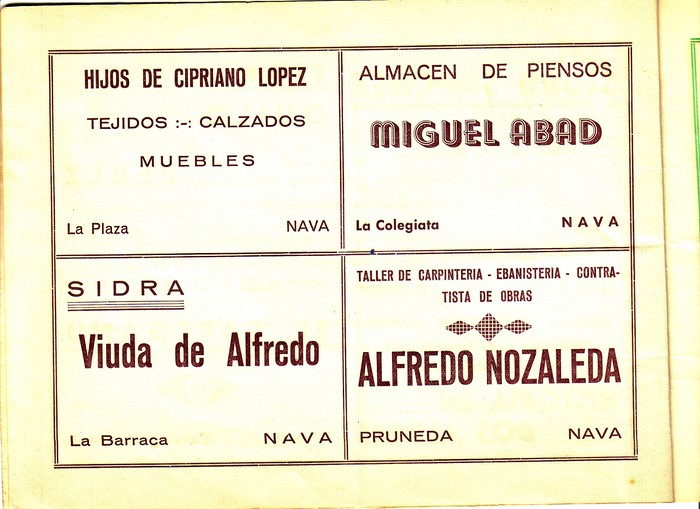 HIJOS DE CIPRIANO LOPEZ
TEJIDOS :-: CALZADOS
MUEBLES
La Plaza NAVA
ALMACEN DE PIENSOS
MIGUEL ABAD
La Colegiata NAVA
SIDRA
Viuda de Alfredo
La Barraca NAVA
TALLER DE CARPINTERIA - EBANISTERIA - CONTRA-
TISTA DE OBRAS
ALFREDO NOZALEDA
PRUNEDA NAVA